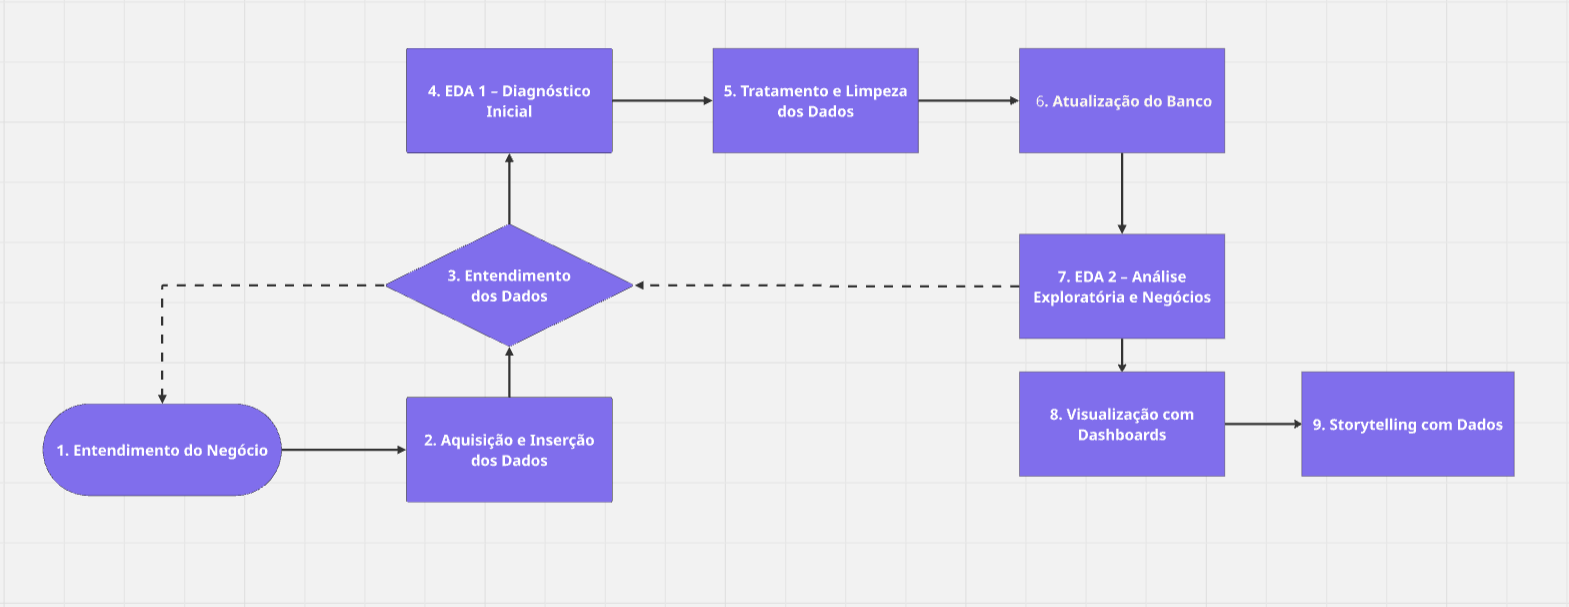 4. EDA 1 – Diagnóstico
Inicial
5. Tratamento e Limpeza
dos Dados
6. Atualização do Banco
3. Entendimento
dos Dados
7. EDA 2 – Análise
Exploratória e Negócios
1. Entendimento do Negócio
2. Aquisição e Inserção
dos Dados
8. Visualização com
Dashboards
9. Storytelling com Dados